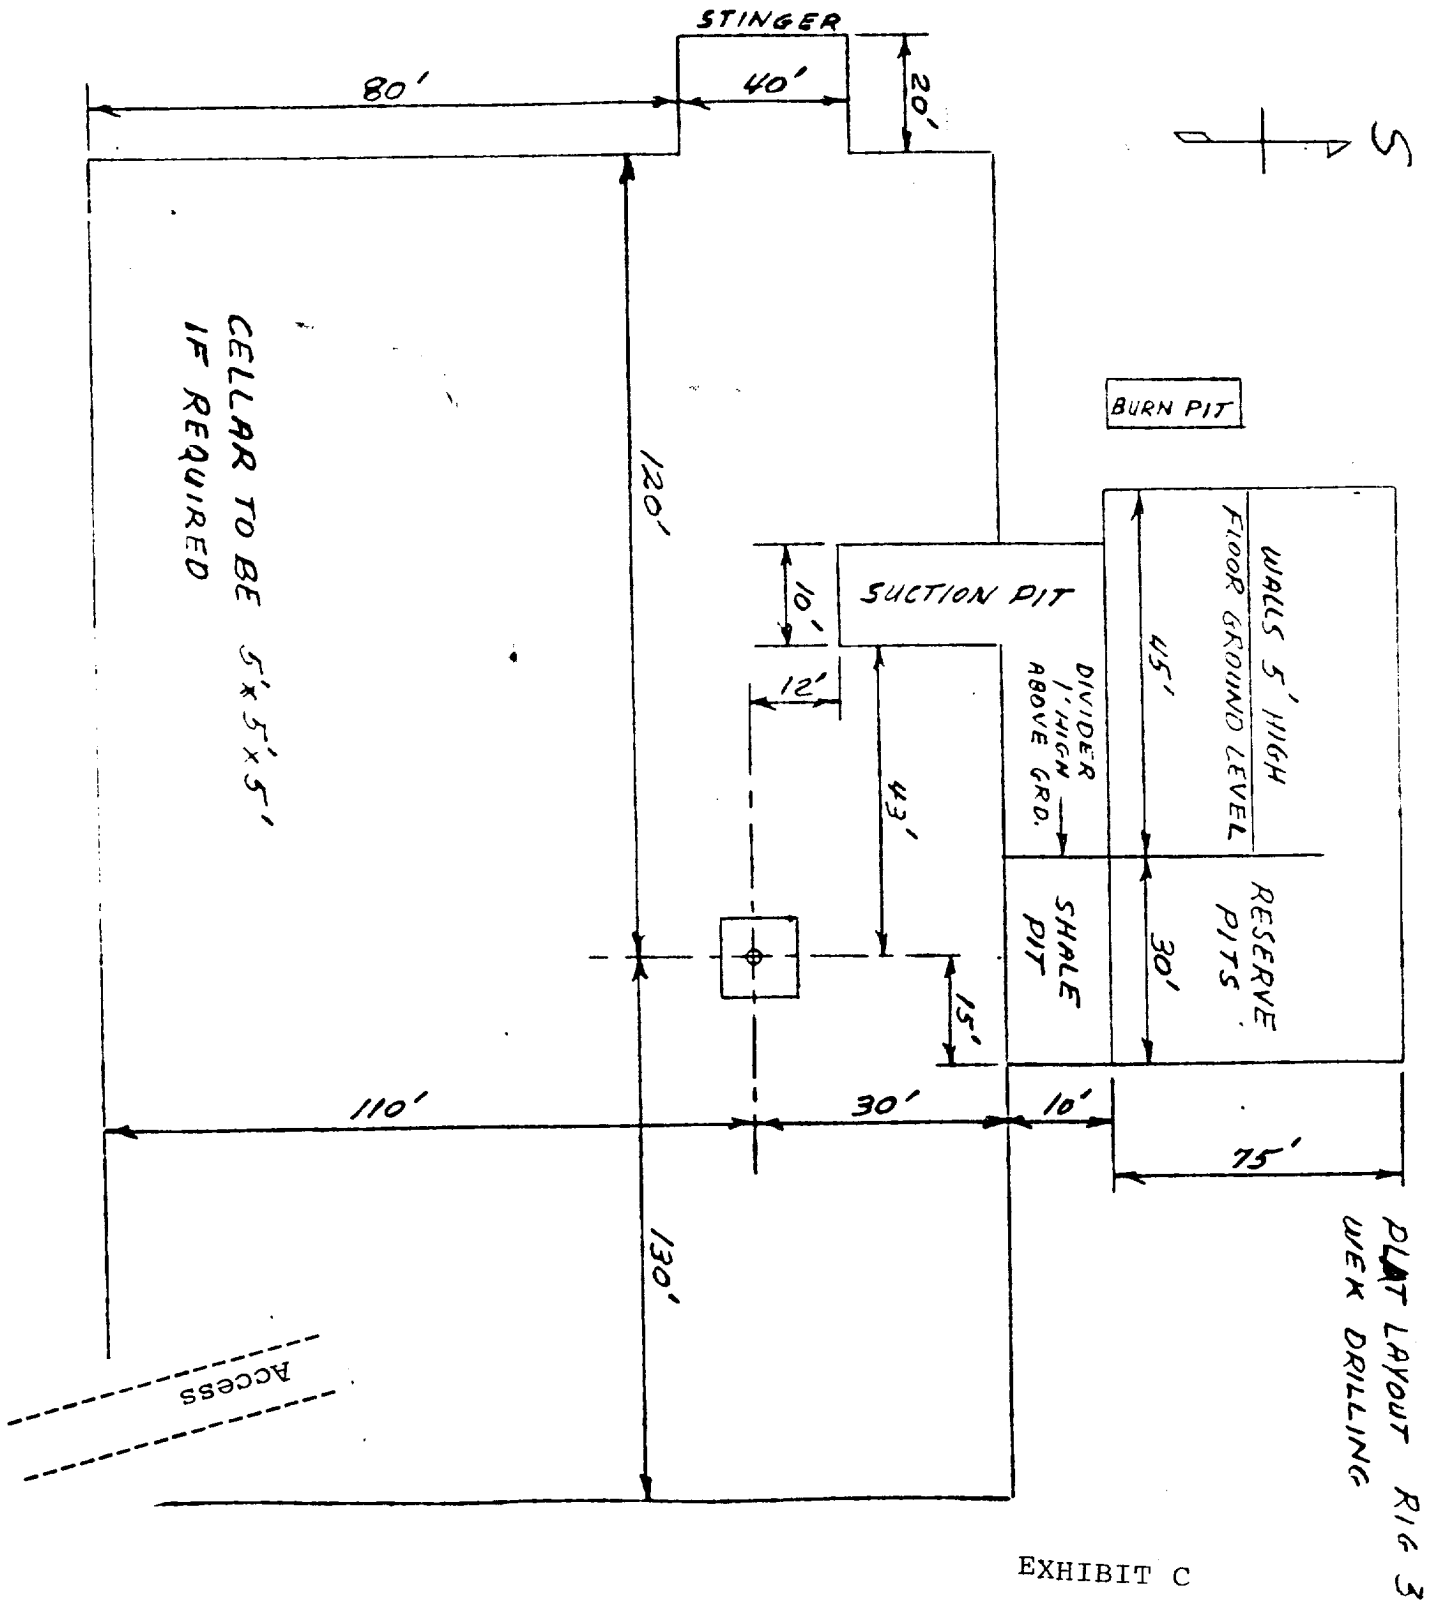 STINGER
80'
40'
20'
S
BURN PIT
CELLAR TO BE 5'x 5'x 5'
IF REQUIRED
120'
10'
SUCTION PIT
12'
43'
DIVIDER
1' HIGH
ABOVE GRD.
45'
WALLS 5' HIGH
FLOOR GROUND LEVEL
SHALE
PIT
30'
RESERVE
PITS
15'
110'
30'
10'
75'
130'
PLAT LAYOUT RIG 3
WEK DRILLING
Access
EXHIBIT C